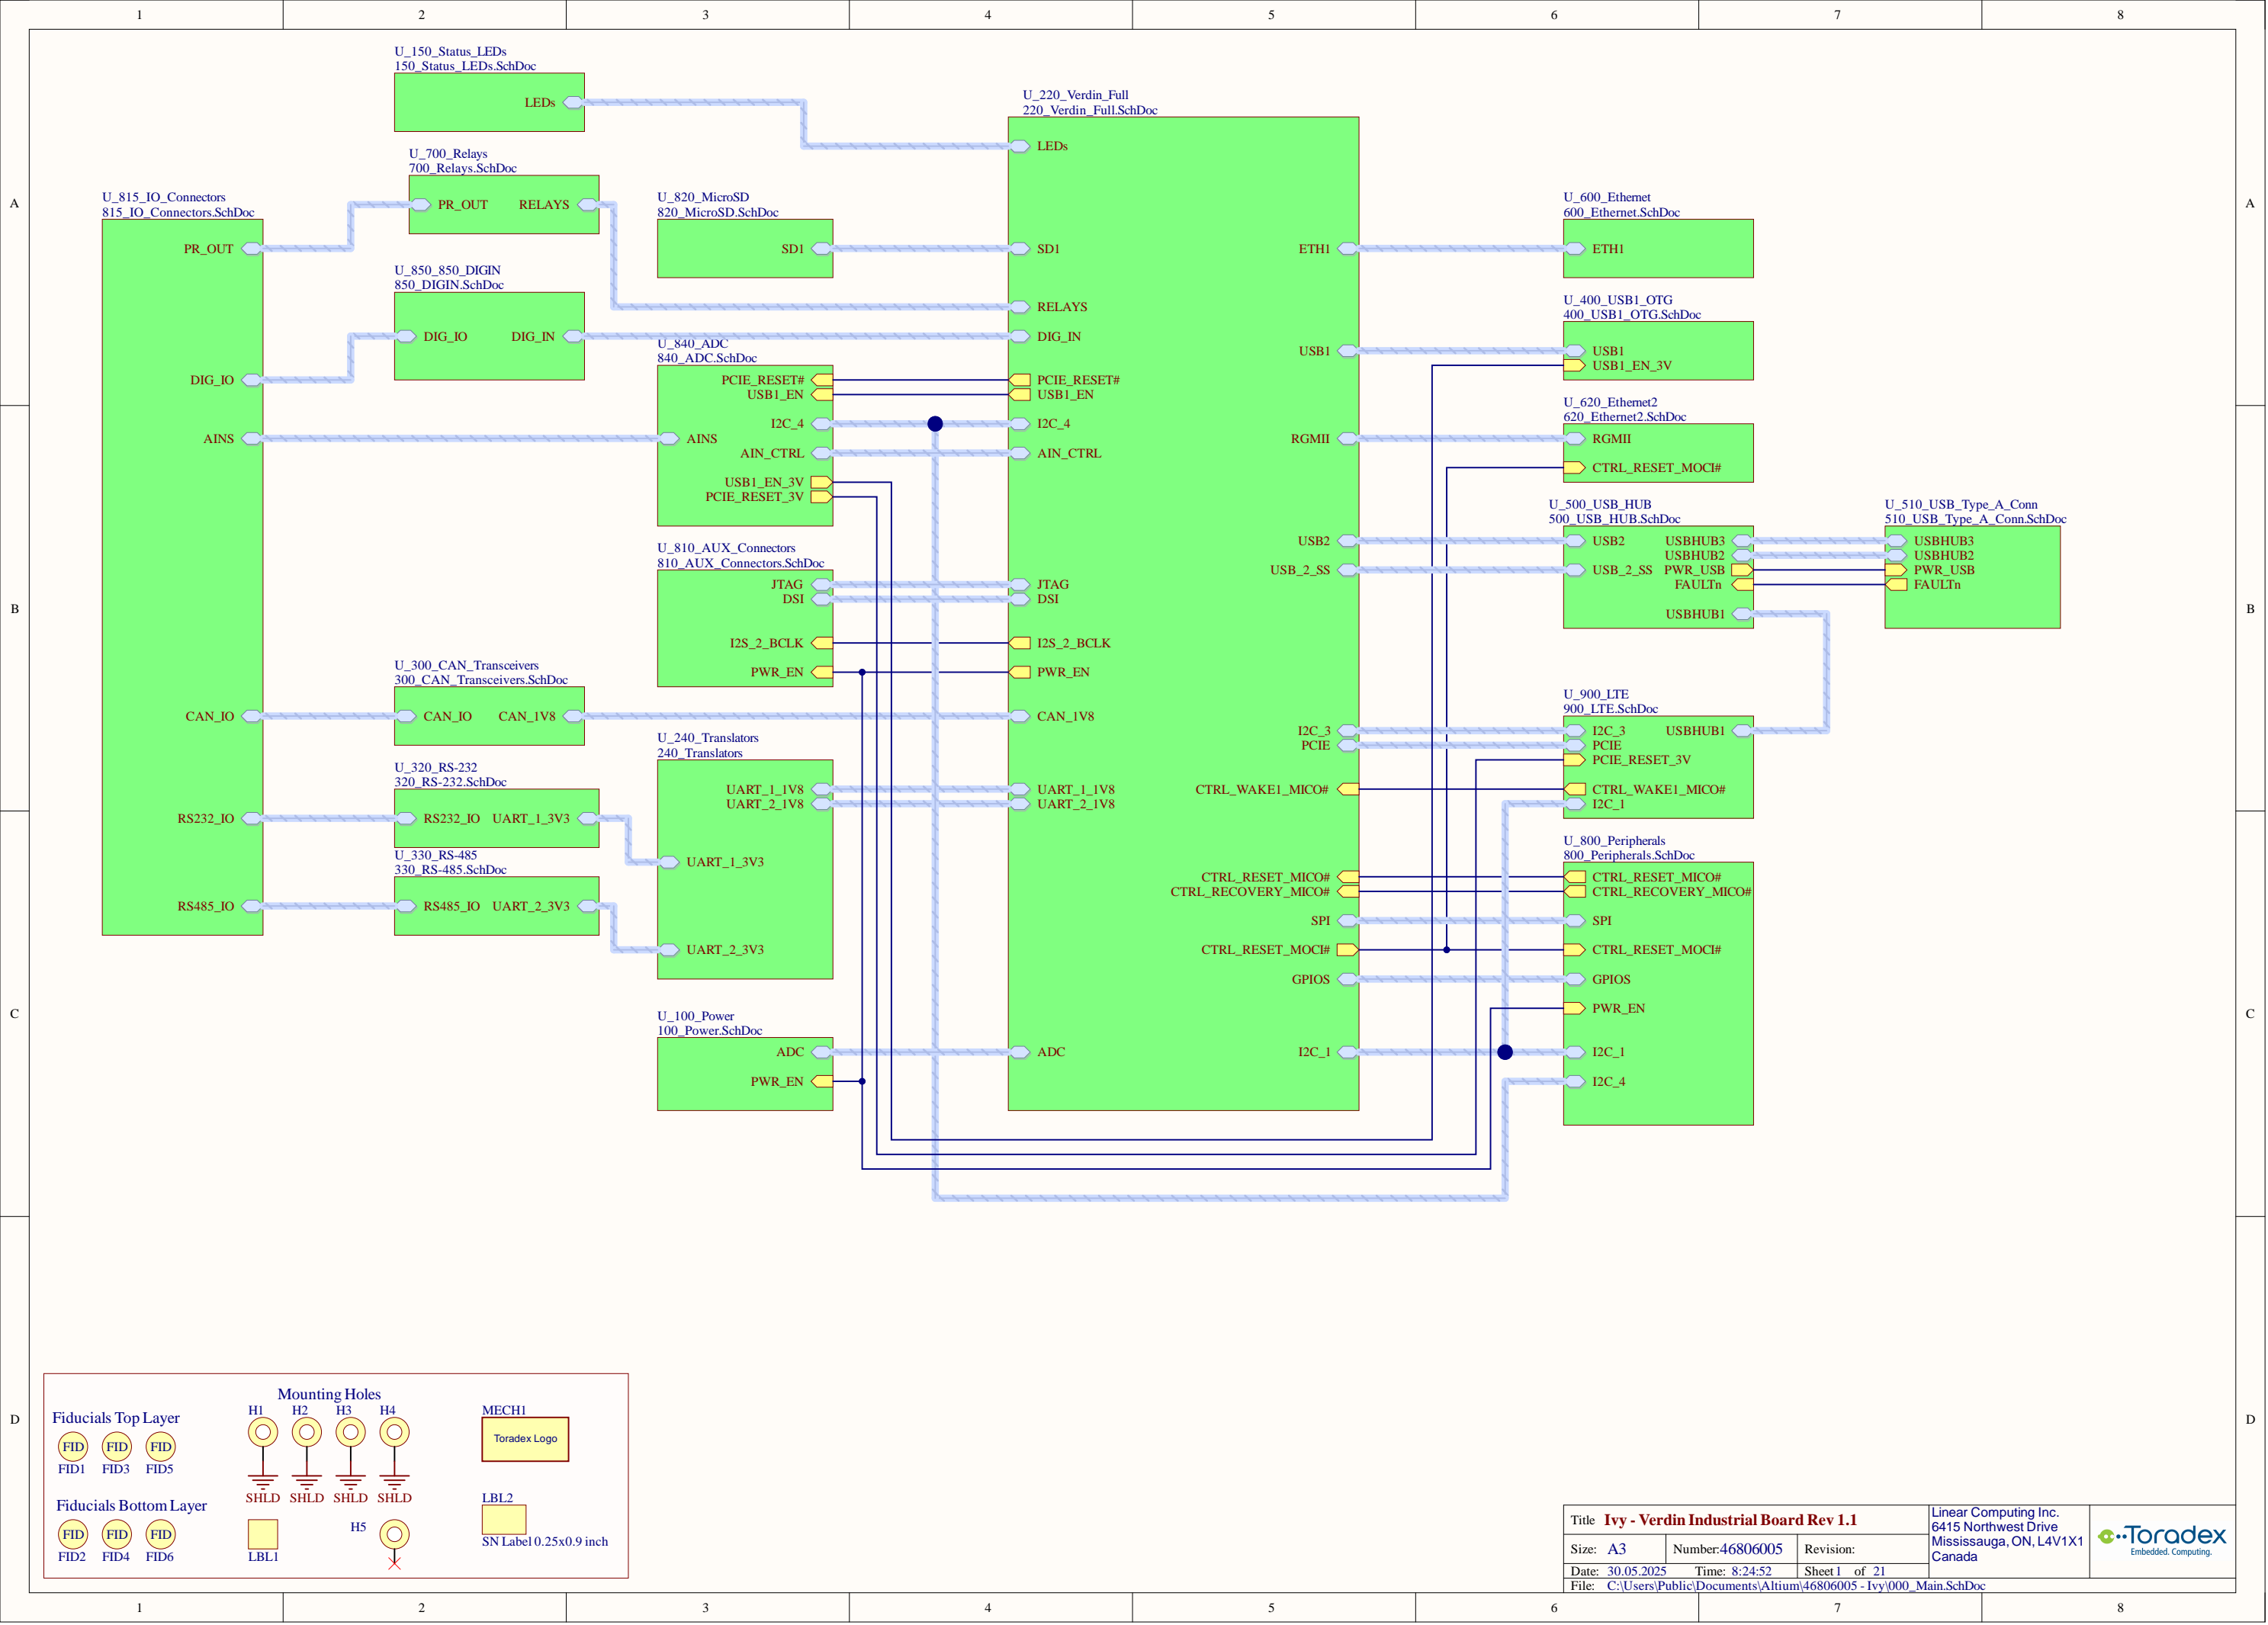 1 2 3 4 5 6 7 8
A
B
C
D
A
B
C
D
U_150_Status_LEDs
150_Status_LEDs.SchDoc
LEDs
U_700_Relays
700_Relays.SchDoc
PR_OUT RELAYS
U_815_IO_Connectors
815_IO_Connectors.SchDoc
PR_OUT
DIG_IO
AINS
CAN_IO
RS232_IO
RS485_IO
U_850_850_DIGIN
850_DIGIN.SchDoc
DIG_IO DIG_IN
U_300_CAN_Transceivers
300_CAN_Transceivers.SchDoc
CAN_IO CAN_1V8
U_320_RS-232
320_RS-232.SchDoc
RS232_IO UART_1_3V3
U_330_RS-485
330_RS-485.SchDoc
RS485_IO UART_2_3V3
U_820_MicroSD
820_MicroSD.SchDoc
SD1
U_840_ADC
840_ADC.SchDoc
PCIE_RESET#
USB1_EN
I2C_4
AINS
AIN_CTRL
USB1_EN_3V
PCIE_RESET_3V
U_810_AUX_Connectors
810_AUX_Connectors.SchDoc
JTAG
DSI
I2S_2_BCLK
PWR_EN
U_240_Translators
240_Translators
UART_1_1V8
UART_2_1V8
UART_1_3V3
UART_2_3V3
U_100_Power
100_Power.SchDoc
ADC
PWR_EN
U_220_Verdin_Full
220_Verdin_Full.SchDoc
LEDs
SD1
RELAYS
DIG_IN
PCIE_RESET#
USB1_EN
I2C_4
AIN_CTRL
JTAG
DSI
I2S_2_BCLK
PWR_EN
CAN_1V8
UART_1_1V8
UART_2_1V8
ADC
ETH1
USB1
RGMII
USB2
USB_2_SS
I2C_3
PCIE
CTRL_WAKE1_MICO#
CTRL_RESET_MICO#
CTRL_RECOVERY_MICO#
SPI
CTRL_RESET_MOCI#
GPIOS
I2C_1
U_600_Ethernet
600_Ethernet.SchDoc
ETH1
U_400_USB1_OTG
400_USB1_OTG.SchDoc
USB1
USB1_EN_3V
U_620_Ethernet2
620_Ethernet2.SchDoc
RGMII
CTRL_RESET_MOCI#
U_500_USB_HUB
500_USB_HUB.SchDoc
USB2 USBHUB3
USBHUB2
USB_2_SS PWR_USB
FAULTn
USBHUB1
U_510_USB_Type_A_Conn
510_USB_Type_A_Conn.SchDoc
USBHUB3
USBHUB2
PWR_USB
FAULTn
U_900_LTE
900_LTE.SchDoc
I2C_3 USBHUB1
PCIE
PCIE_RESET_3V
CTRL_WAKE1_MICO#
I2C_1
U_800_Peripherals
800_Peripherals.SchDoc
CTRL_RESET_MICO#
CTRL_RECOVERY_MICO#
SPI
CTRL_RESET_MOCI#
GPIOS
PWR_EN
I2C_1
I2C_4
Fiducials Top Layer
FID FID FID
FID1 FID3 FID5
Fiducials Bottom Layer
FID FID FID
FID2 FID4 FID6
Mounting Holes
H1 H2 H3 H4
SHLD SHLD SHLD SHLD
LBL1
H5
MECH1
Toradex Logo
LBL2
SN Label 0.25x0.9 inch
Title Ivy - Verdin Industrial Board Rev 1.1
Size: A3 Number:46806005 Revision:
Date: 30.05.2025 Time: 8:24:52 Sheet 1 of 21
File: C:\Users\Public\Documents\Altium\46806005 - Ivy\000_Main.SchDoc
Linear Computing Inc.
6415 Northwest Drive
Mississauga, ON, L4V1X1
Canada
Toradex
Embedded. Computing.
1 2 3 4 5 6 7 8